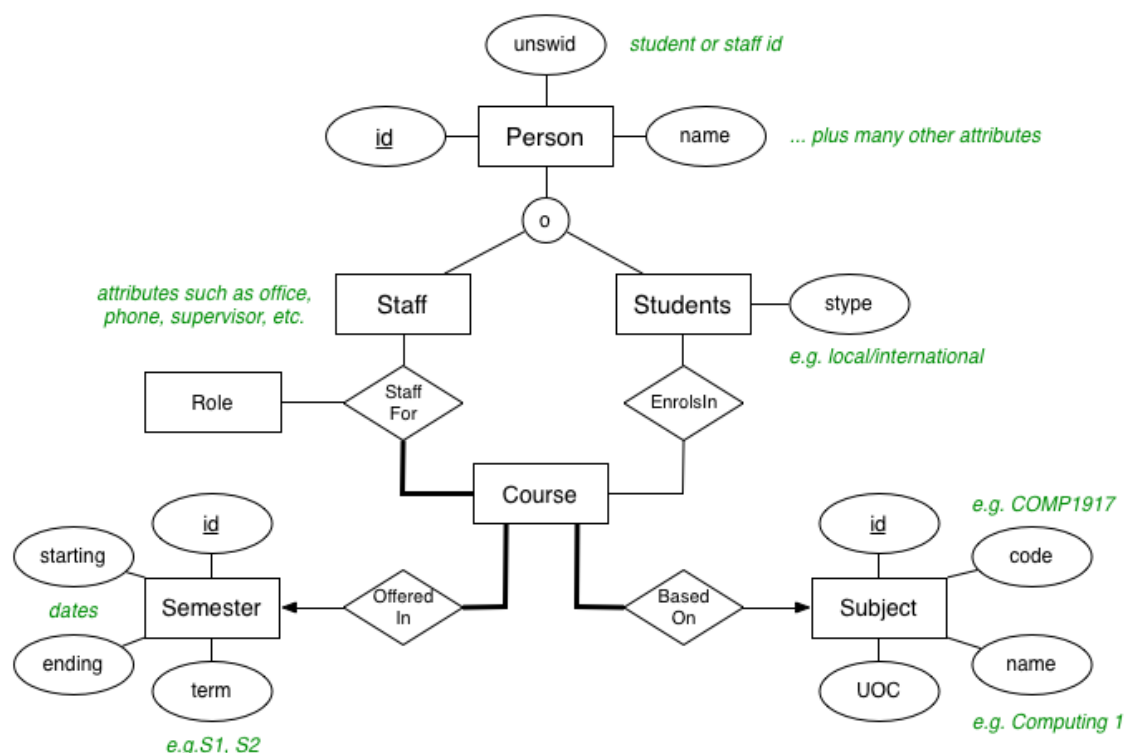 unswid
student or staff id
id
Person
name
... plus many other attributes
o
attributes such as office,
phone, supervisor, etc.
Staff
Students
stype
e.g. local/international
Role
Staff
For
EnrolsIn
Course
e.g. COMP1917
id
id
starting
code
dates
Semester
Offered
In
Based
On
Subject
ending
term
UOC
name
e.g.S1, S2
e.g. Computing 1